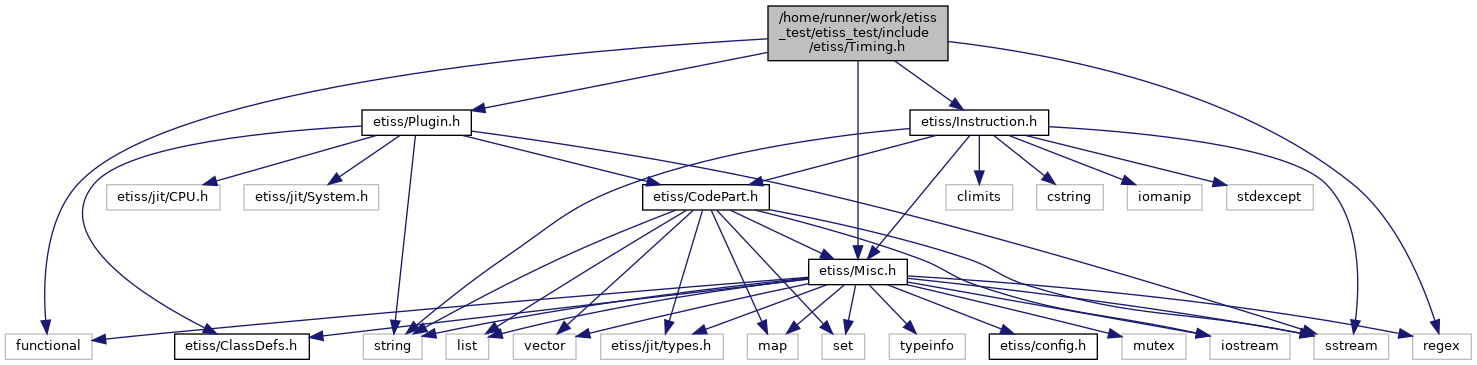 /home/runner/work/etiss
_test/etiss_test/include
/etiss/Timing.h
etiss/Plugin.h
etiss/Instruction.h
etiss/jit/CPU.h
etiss/jit/System.h
etiss/CodePart.h
climits
cstring
iomanip
stdexcept
etiss/Misc.h
functional
etiss/ClassDefs.h
string
list
vector
etiss/jit/types.h
map
set
typeinfo
etiss/config.h
mutex
iostream
sstream
regex